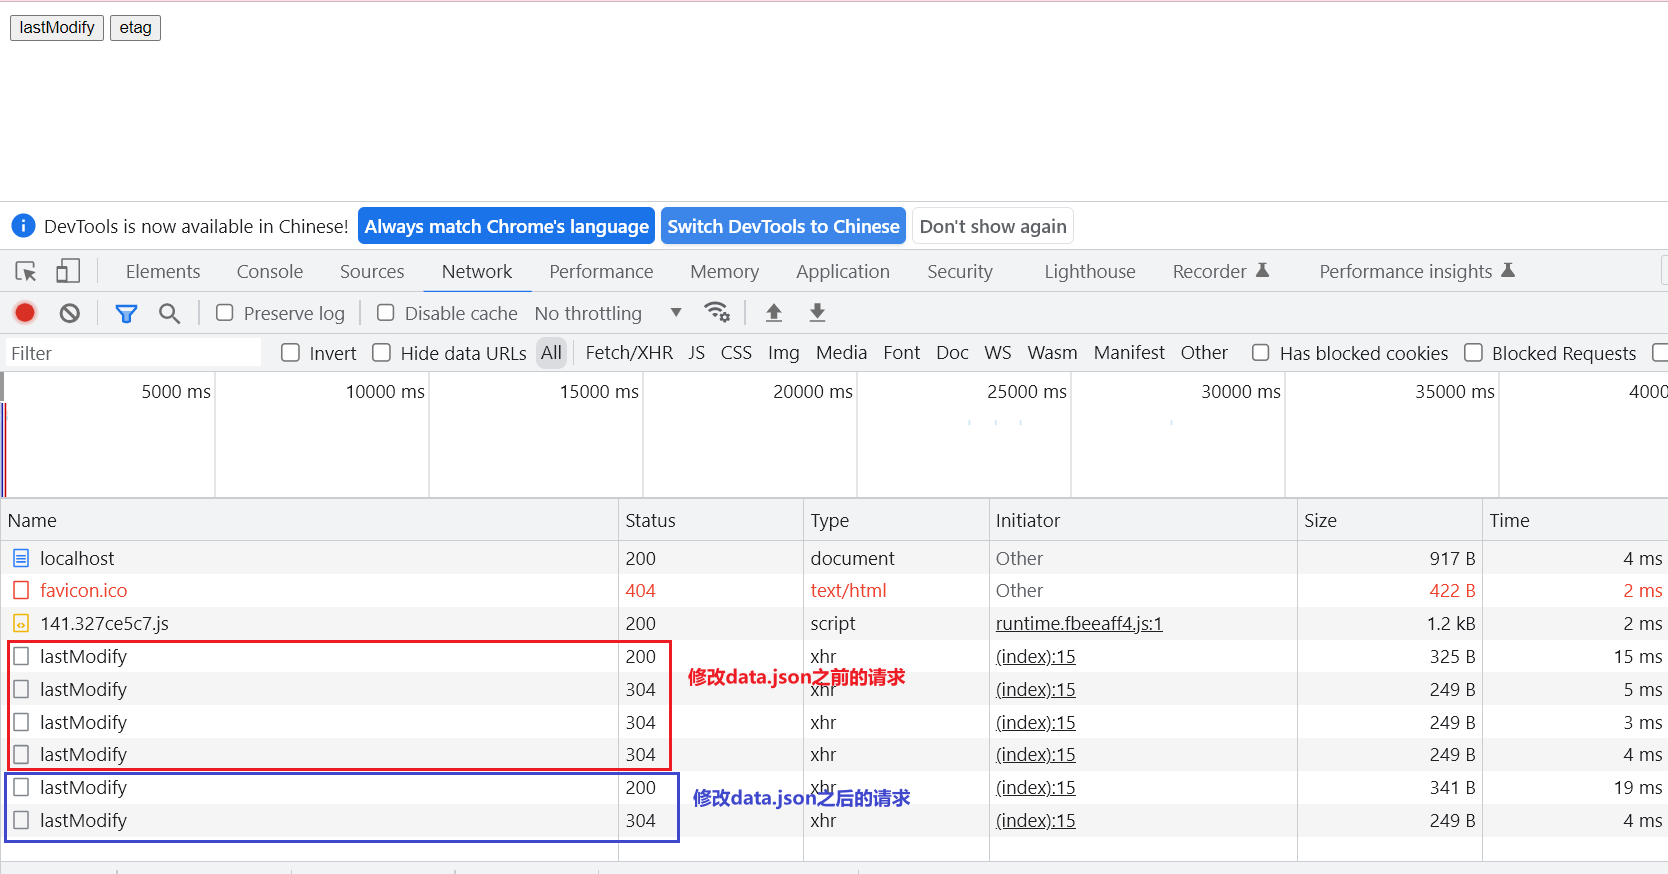 lastModify etag
DevTools is now available in Chinese! Always match Chrome's language Switch DevTools to Chinese Don't show again
Elements Console Sources Network Performance Memory Application Security Lighthouse Recorder Performance insights
Preserve log Disable cache No throttling
Filter Invert Hide data URLs All Fetch/XHR JS CSS Img Media Font Doc WS Wasm Manifest Other Has blocked cookies Blocked Requests
5000 ms 10000 ms 15000 ms 20000 ms 25000 ms 30000 ms 35000 ms 4000
Name Status Type Initiator Size Time
localhost 200 document Other 917 B 4 ms
favicon.ico 404 text/html Other 422 B 2 ms
141.327ce5c7.js 200 script runtime.fbeeaff4.js:1 1.2 kB 2 ms
lastModify 200 xhr (index):15 325 B 15 ms
修改data.json之前的请求
lastModify 304 xhr (index):15 249 B 5 ms
lastModify 304 xhr (index):15 249 B 3 ms
lastModify 304 xhr (index):15 249 B 4 ms
lastModify 200 xhr (index):15 341 B 19 ms
修改data.json之后的请求
lastModify 304 xhr (index):15 249 B 4 ms